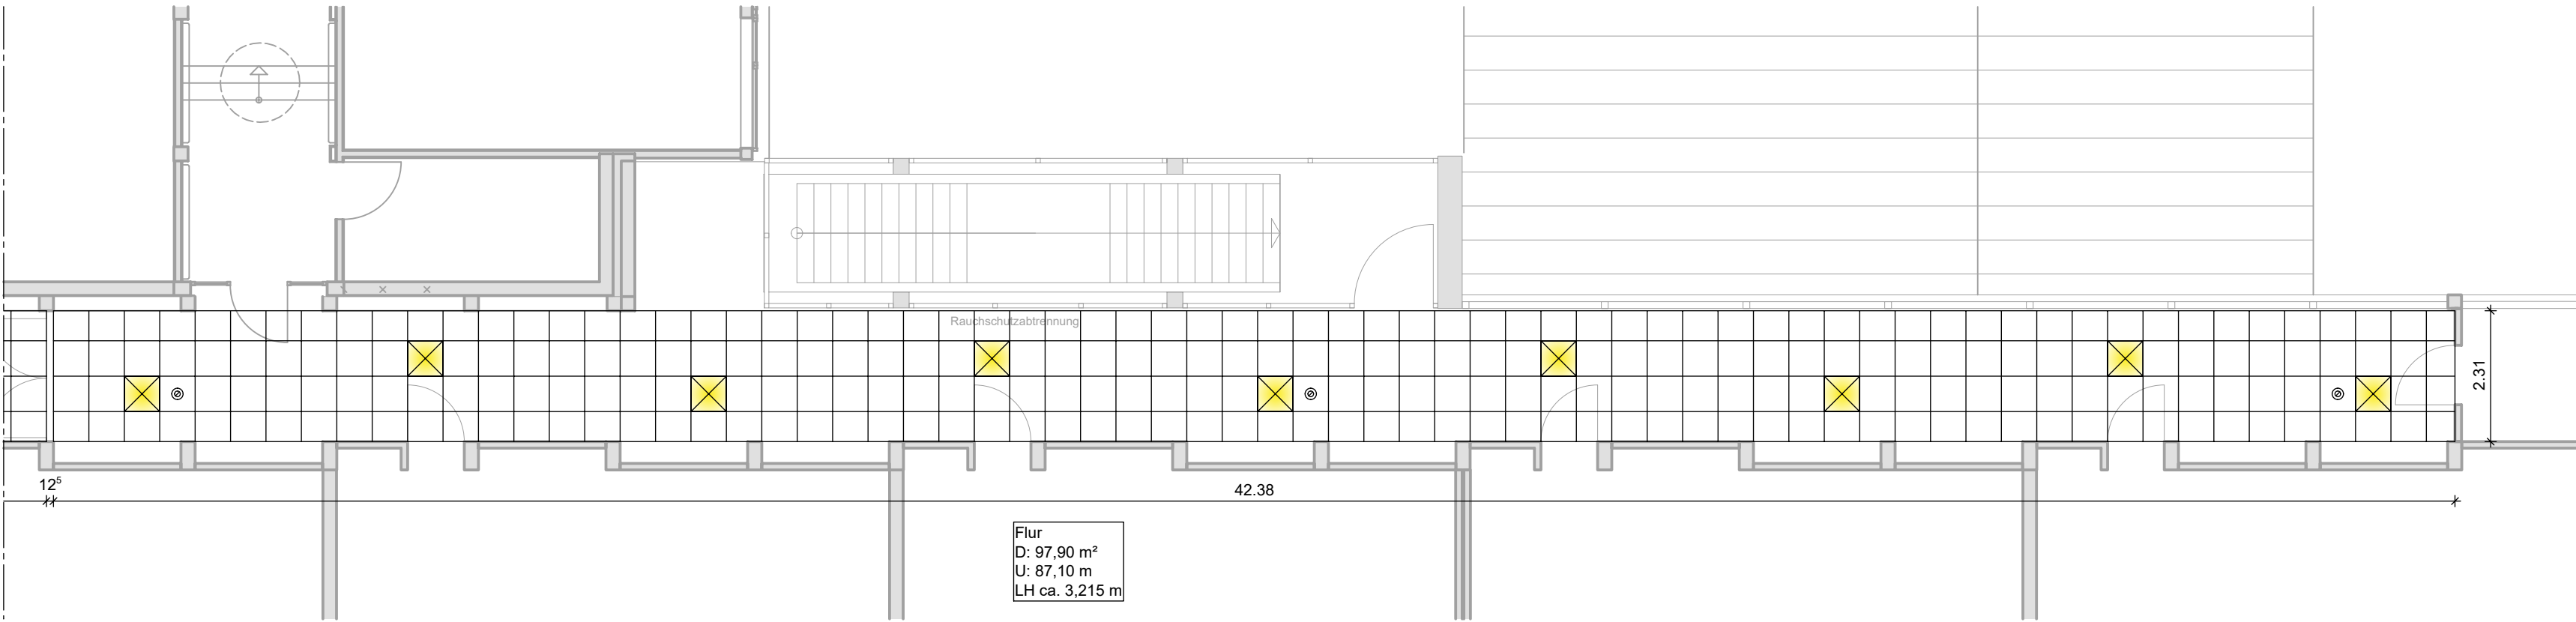 Rauchschutzabtrennung
2.31
12⁵
42.38
Flur
D: 97,90 m²
U: 87,10 m
LH ca. 3,215 m